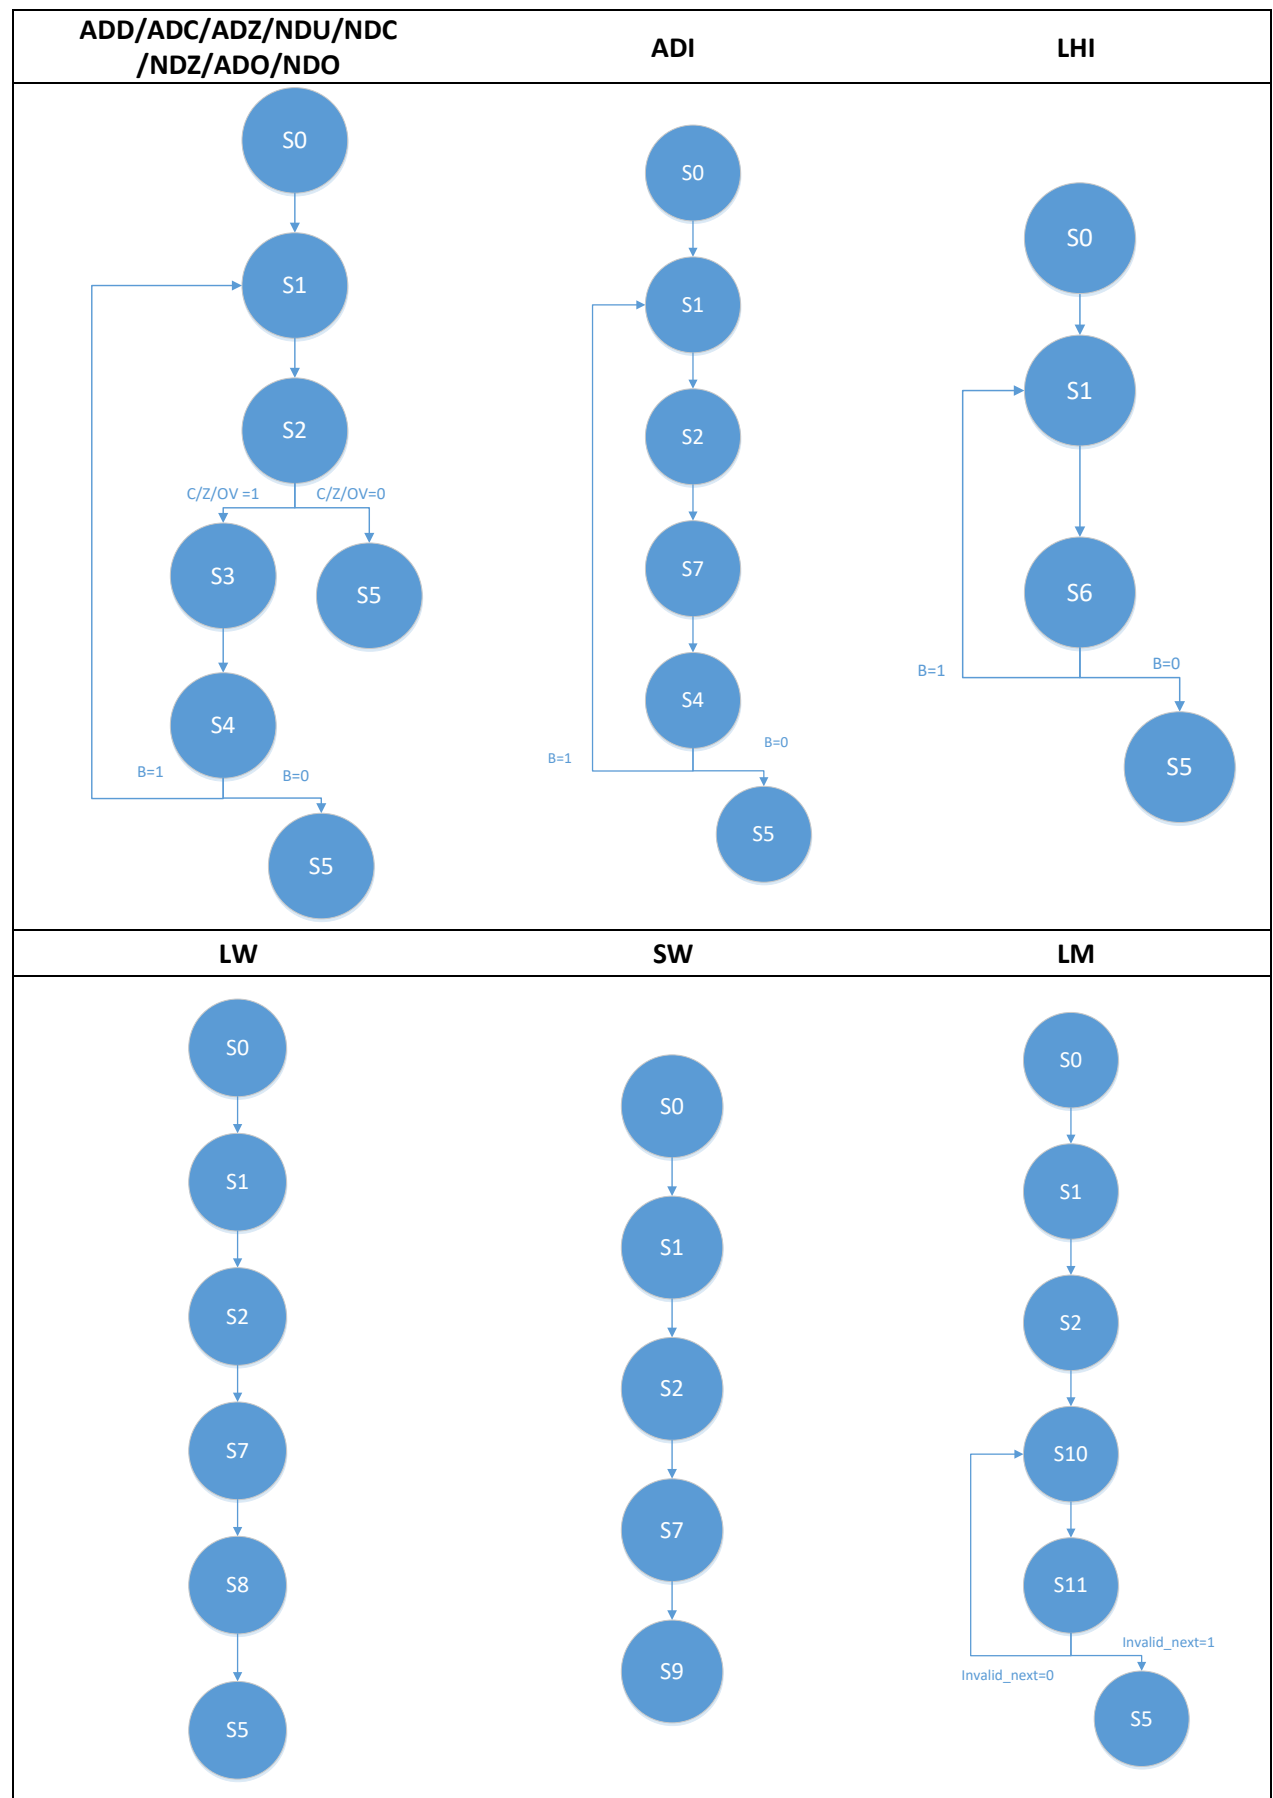 ADD/ADC/ADZ/NDU/NDC
/NDZ/ADO/NDO
ADI
LHI
S0
S1
S2
C/Z/OV =1
C/Z/OV=0
S3
S5
S4
B=1
B=0
S5
S0
S1
S2
S7
S4
B=1
B=0
S5
S0
S1
S6
B=1
B=0
S5
LW
SW
LM
S0
S1
S2
S7
S8
S5
S0
S1
S2
S7
S9
S0
S1
S2
S10
S11
Invalid_next=1
Invalid_next=0
S5